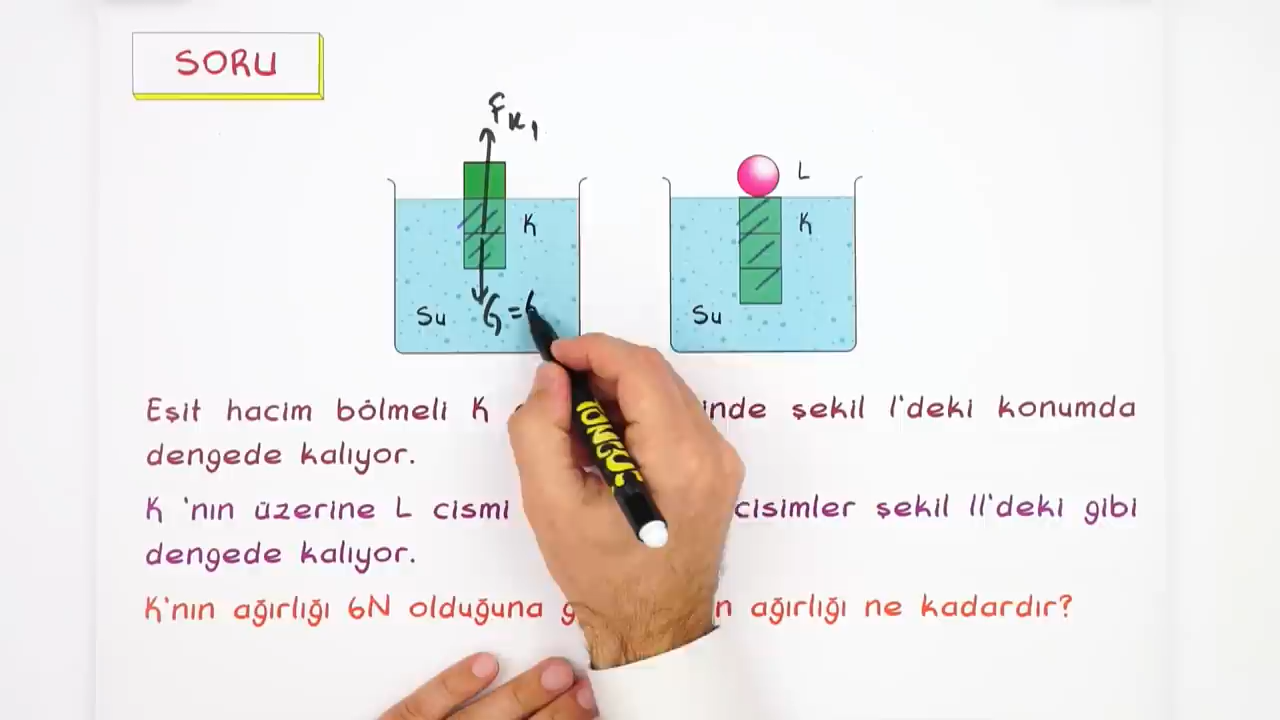 SORU
F K1
L
K
K
Su
G=6
Su
Eşit hacim bölmeli K inde şekil I'deki konumda
dengede kalıyor.
K 'nın üzerine L cismi cisimler şekil II'deki gibi
dengede kalıyor.
K'nın ağırlığı 6N olduğuna ağırlığı ne kadardır?